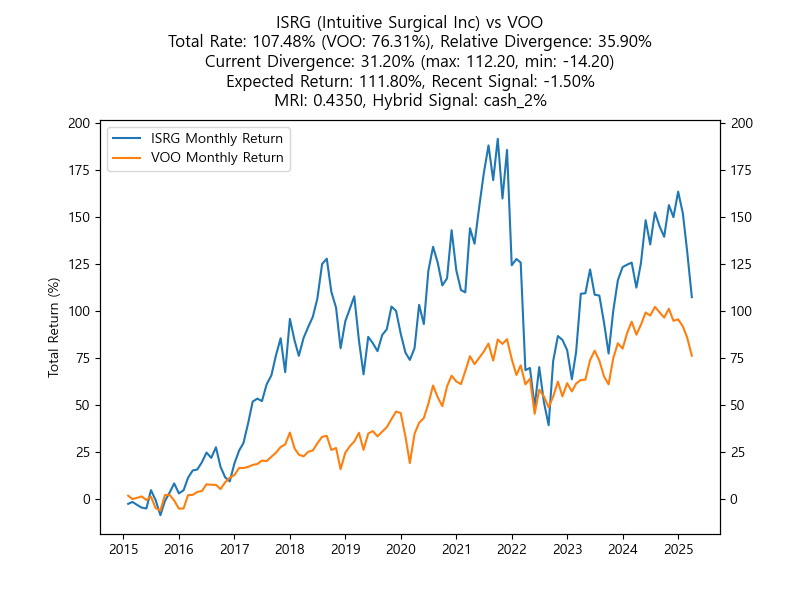 ISRG (Intuitive Surgical Inc) vs VOO
Total Rate: 107.48% (VOO: 76.31%), Relative Divergence: 35.90%
Current Divergence: 31.20% (max: 112.20, min: -14.20)
Expected Return: 111.80%, Recent Signal: -1.50%
MRI: 0.4350, Hybrid Signal: cash_2%
ISRG Monthly Return
VOO Monthly Return
Total Return (%)
200
175
150
125
100
75
50
25
0
200
175
150
125
100
75
50
25
0
2015 2016 2017 2018 2019 2020 2021 2022 2023 2024 2025